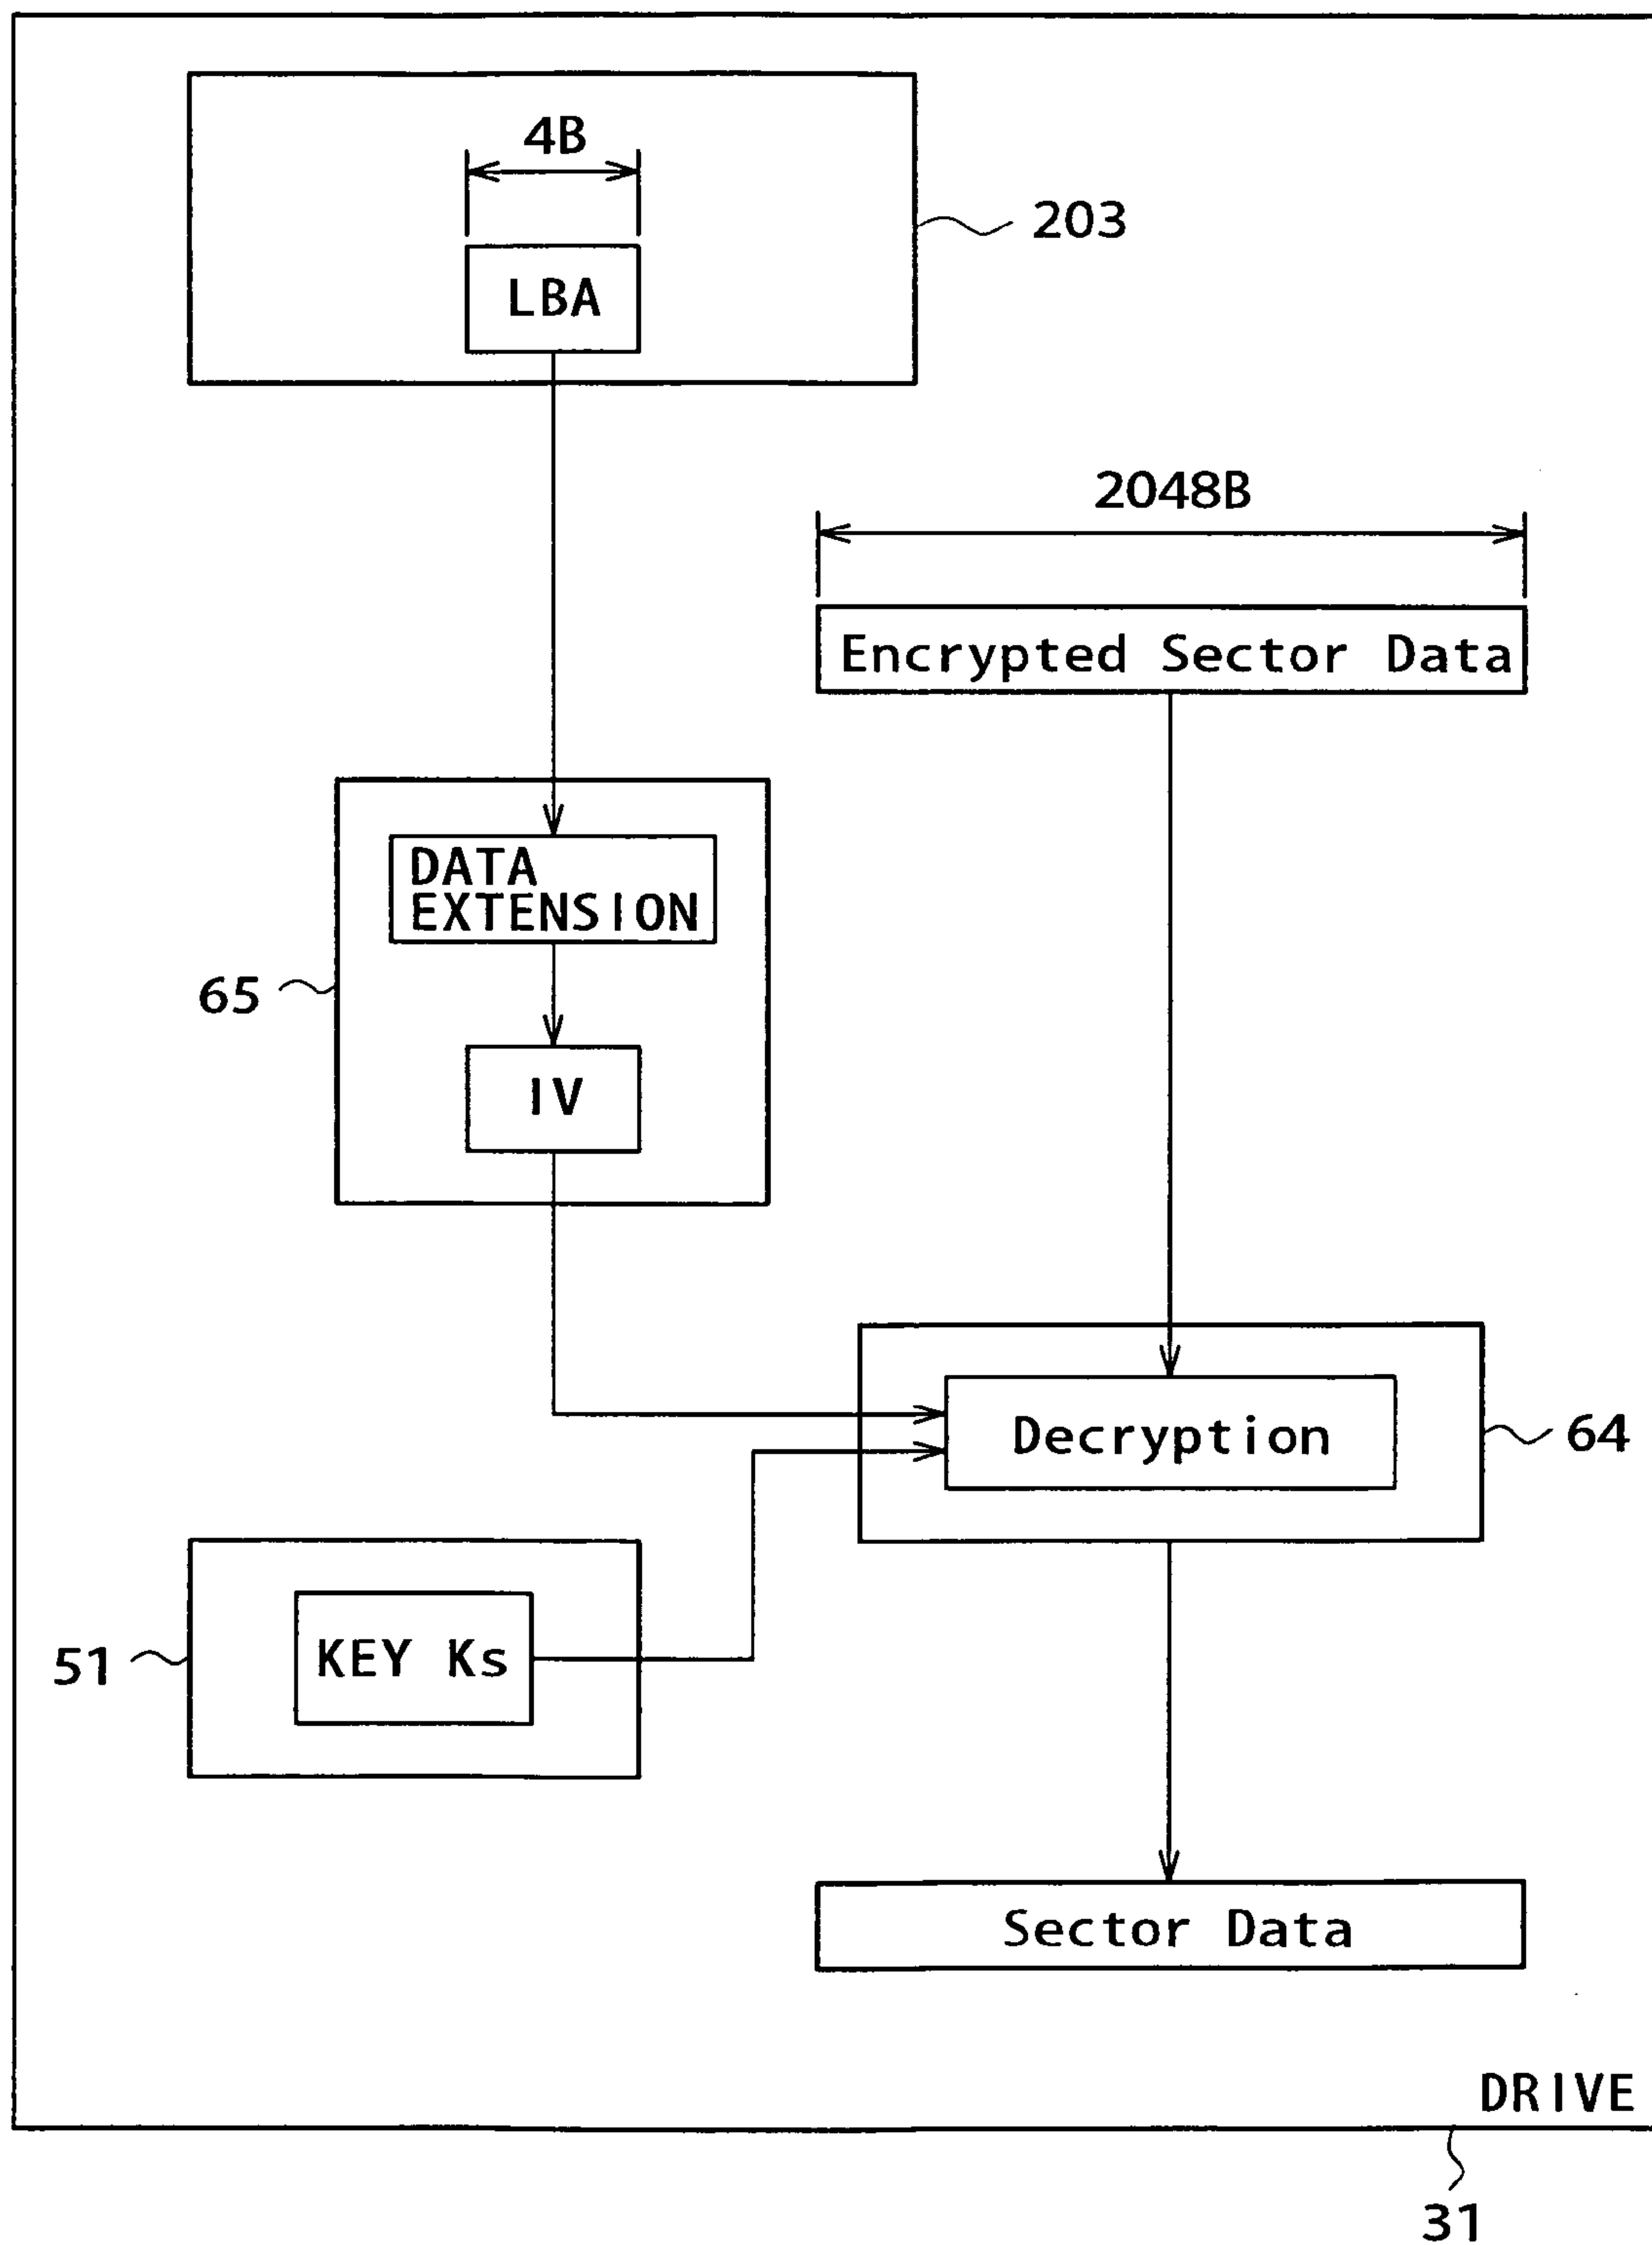 4B
203
LBA
2048B
Encrypted Sector Data
DATA
EXTENSION
65
IV
Decryption
64
51
KEY Ks
Sector Data
DRIVE
31